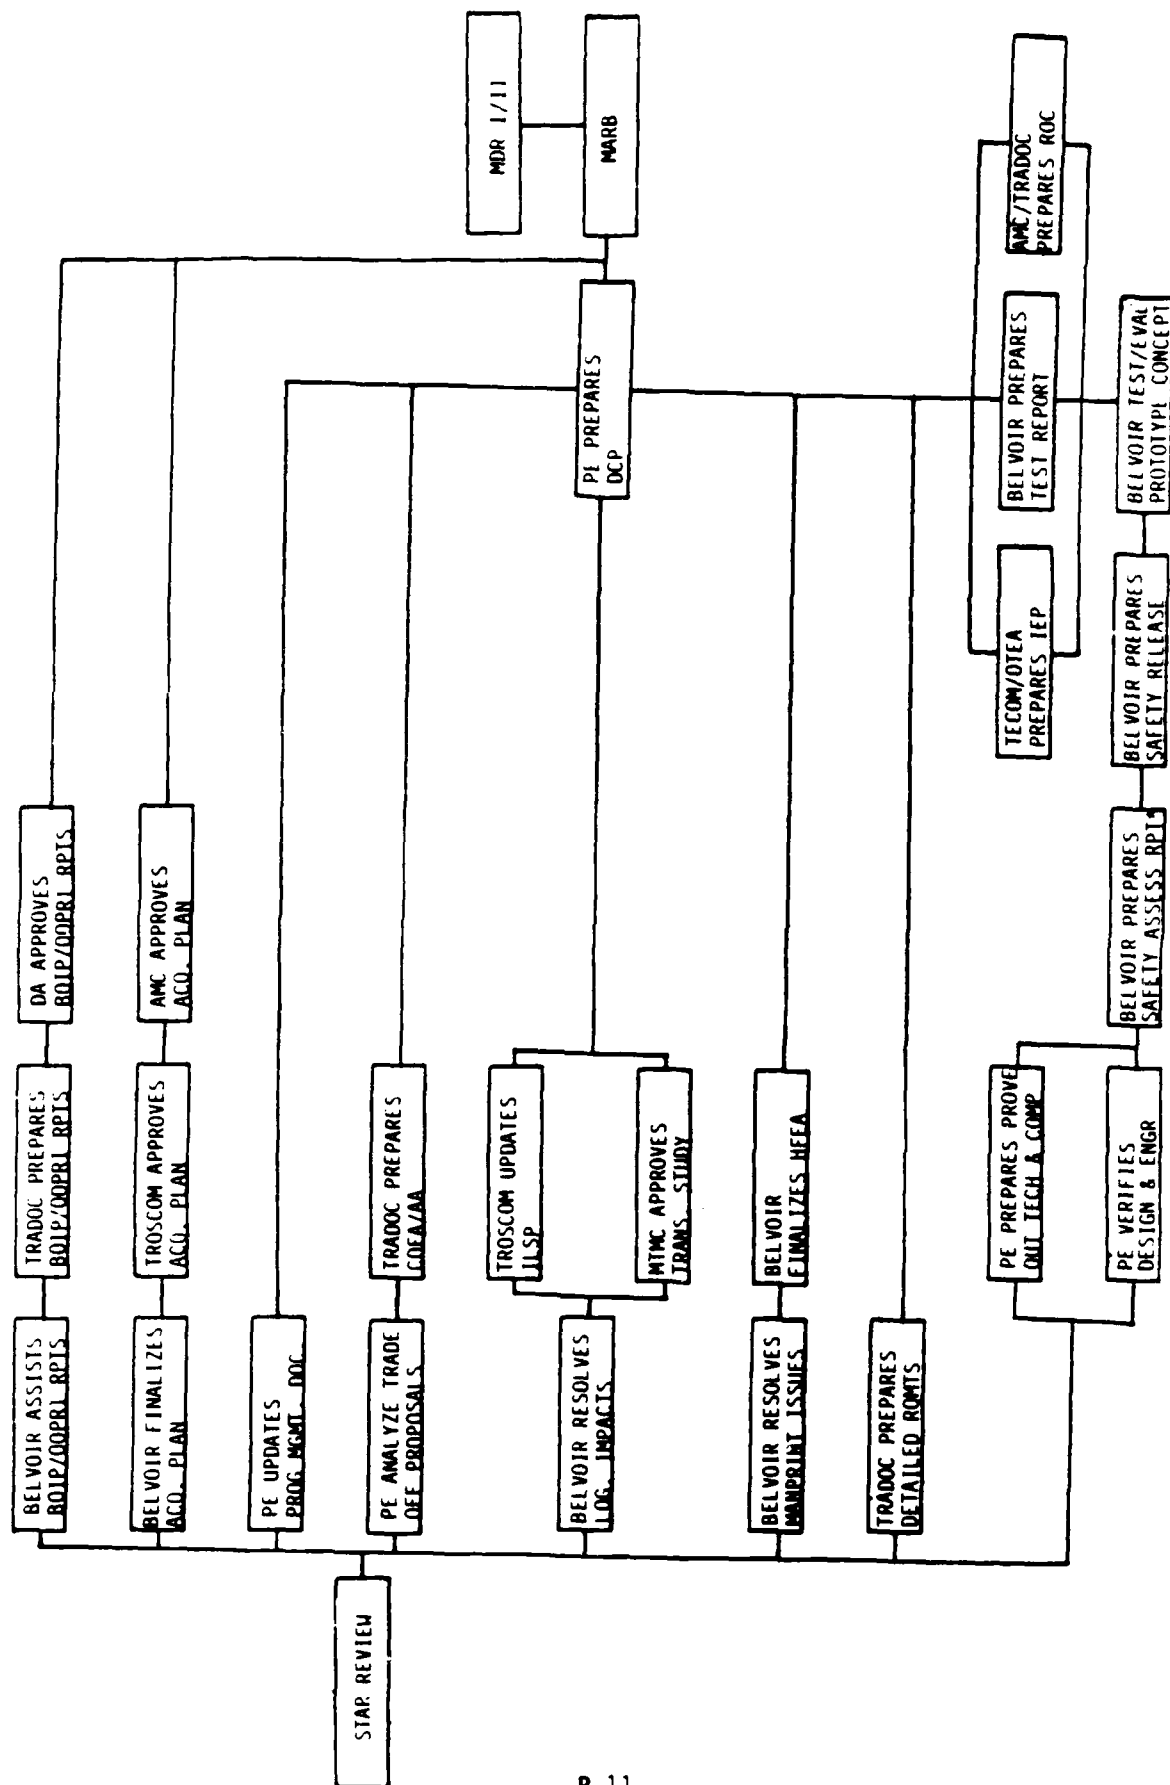 STAR REVIEW
BELVOIR ASSISTS
BOIP/QQPRI RPTS
TRADOC PREPARES
BOIP/QQPRI RPTS
DA APPROVES
BOIP/QQPRI RPTS
BELVOIR FINALIZES
ACQ. PLAN
TROSCOM APPROVES
ACQ. PLAN
AMC APPROVES
ACQ. PLAN
PE UPDATES
PROG MGMT. DOC
PE ANALYZE TRADE
OFF PROPOSALS
TRADOC PREPARES
COEA/AA
BELVOIR RESOLVES
LOG. IMPACTS
TROSCOM UPDATES
ILSP
MTMC APPROVES
TRANS. STUDY
BELVOIR RESOLVES
MANPRINT ISSUES
BELVOIR
FINALIZES HFEA
TRADOC PREPARES
DETAILED RQMTS
PE PREPARES PROVE
OUT TECH & COMP
PE VERIFIES
DESIGN & ENGR
BELVOIR PREPARES
SAFETY ASSESS RPT
BELVOIR PREPARES
SAFETY RELEASE
BELVOIR TEST/EVAL
PROTOTYPE CONCEPT
TECOM/OTEA
PREPARES IEP
BELVOIR PREPARES
TEST REPORT
AMC/TRADOC
PREPARES ROC
PE PREPARES
DCP
MARB
MDR I/II
B-11